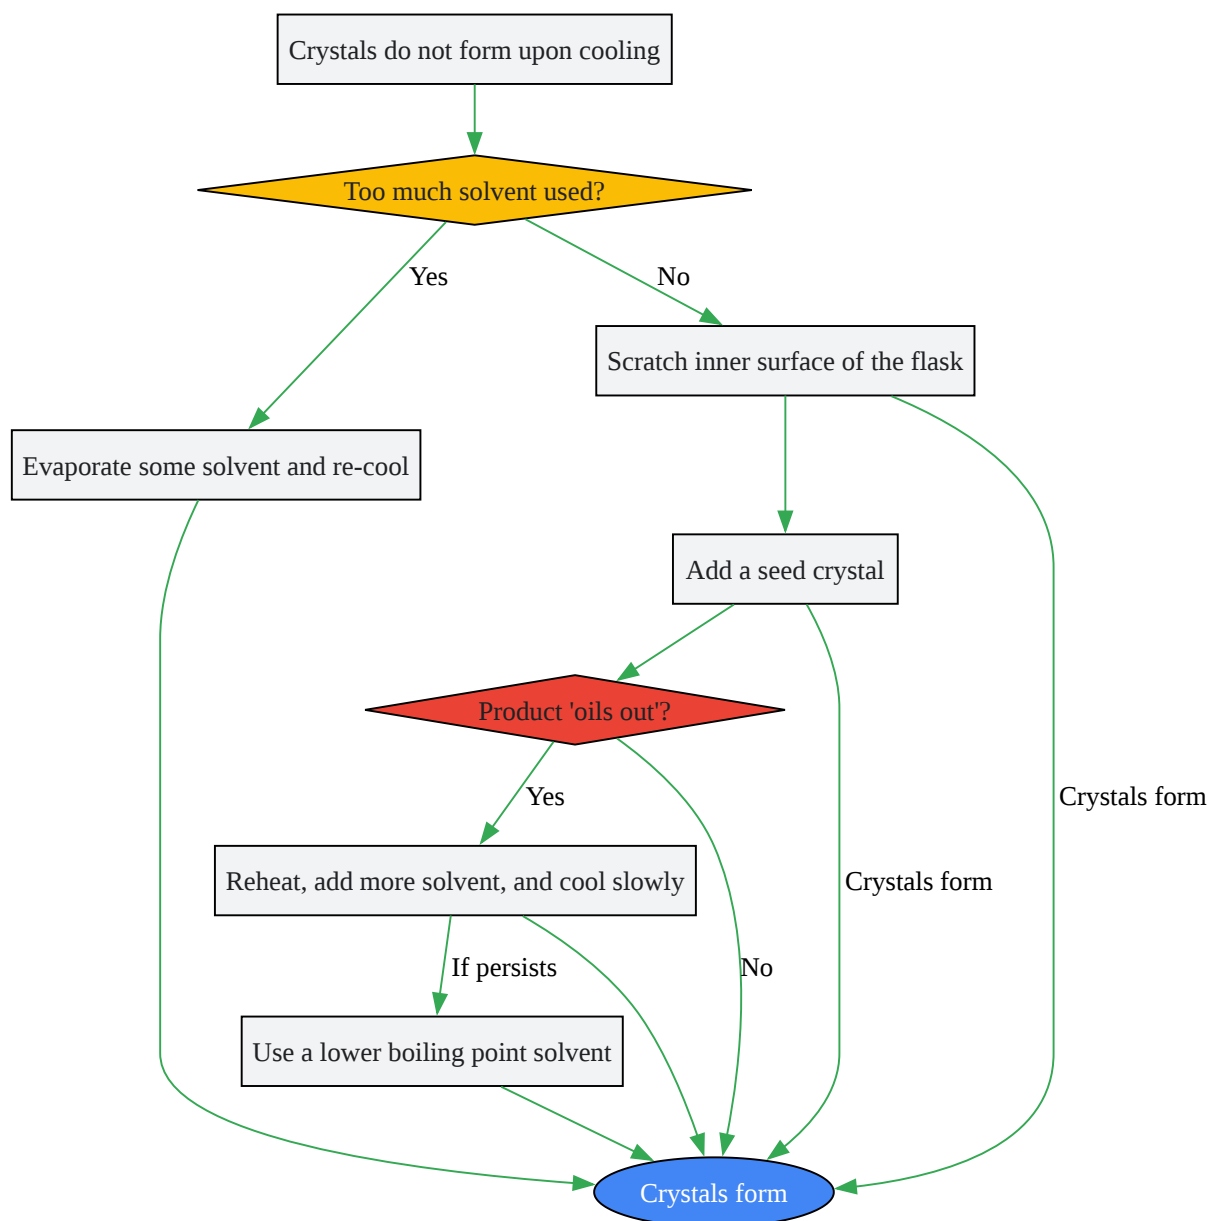 Crystals do not form upon cooling
Too much solvent used?
Yes
No
Scratch inner surface of the flask
Evaporate some solvent and re-cool
Add a seed crystal
Product 'oils out'?
Yes
Crystals form
Reheat, add more solvent, and cool slowly
Crystals form
If persists
No
Use a lower boiling point solvent
Crystals form